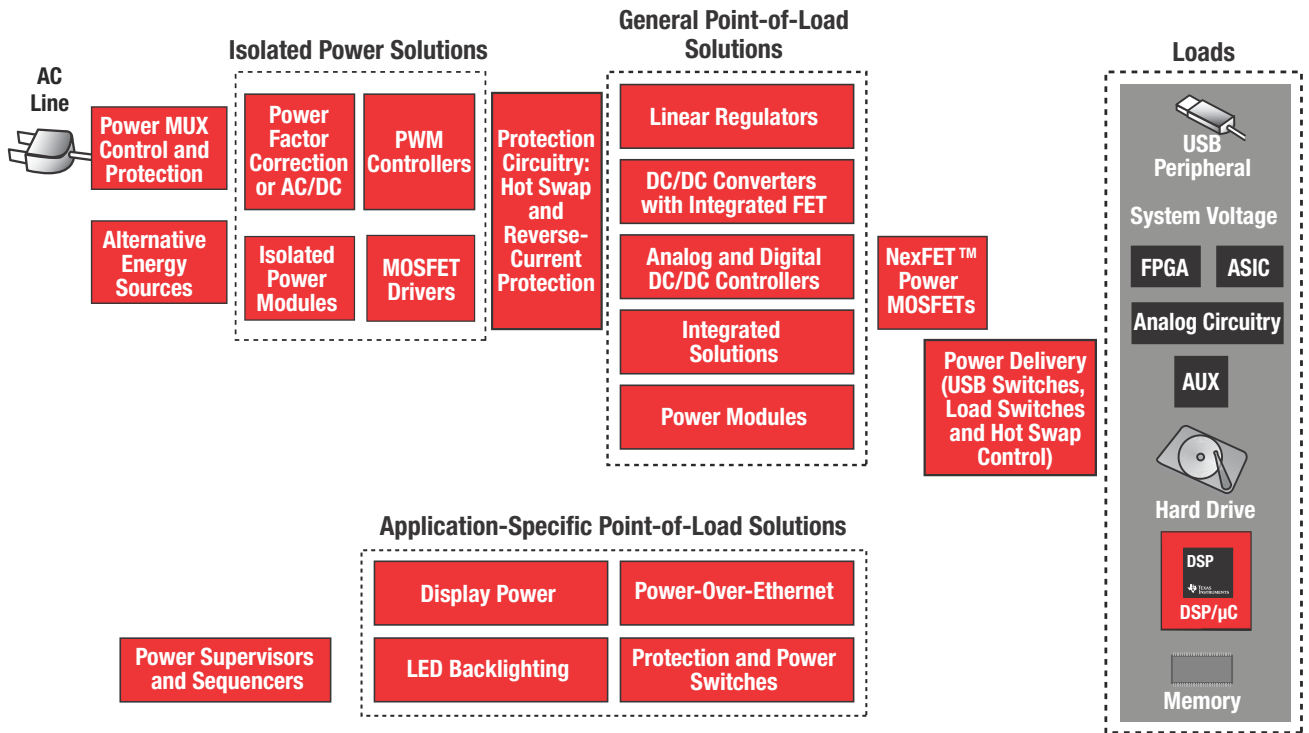 AC
Line
Power MUX
Control and
Protection
Alternative
Energy
Sources
Isolated Power Solutions
Power
Factor
Correction
or AC/DC
PWM
Controllers
Isolated
Power
Modules
MOSFET
Drivers
Protection
Circuitry:
Hot Swap
and
Reverse-
Current
Protection
General Point-of-Load
Solutions
Linear Regulators
DC/DC Converters
with Integrated FET
Analog and Digital
DC/DC Controllers
Integrated
Solutions
Power Modules
NexFET™
Power
MOSFETs
Power Delivery
(USB Switches,
Load Switches
and Hot Swap
Control)
Loads
USB
Peripheral
System Voltage
FPGA
ASIC
Analog Circuitry
AUX
Hard Drive
DSP
TEXAS
INSTRUMENTS
DSP/µC
Memory
Application-Specific Point-of-Load Solutions
Display Power
Power-Over-Ethernet
LED Backlighting
Protection and Power
Switches
Power Supervisors
and Sequencers